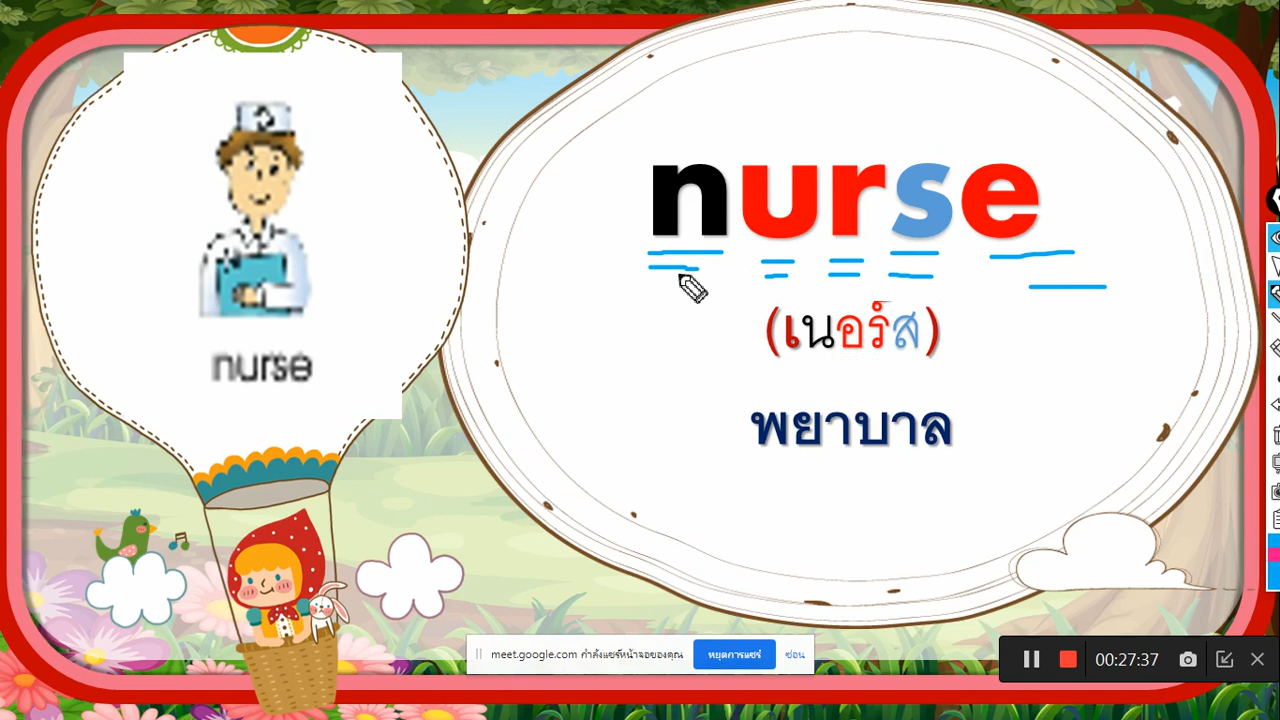 nurse
nurse
(เนอร์ส)
พยาบาล
meet.google.com กำลังแชร์หน้าจอของคุณ
หยุดการแชร์
ซ่อน
00:27:37